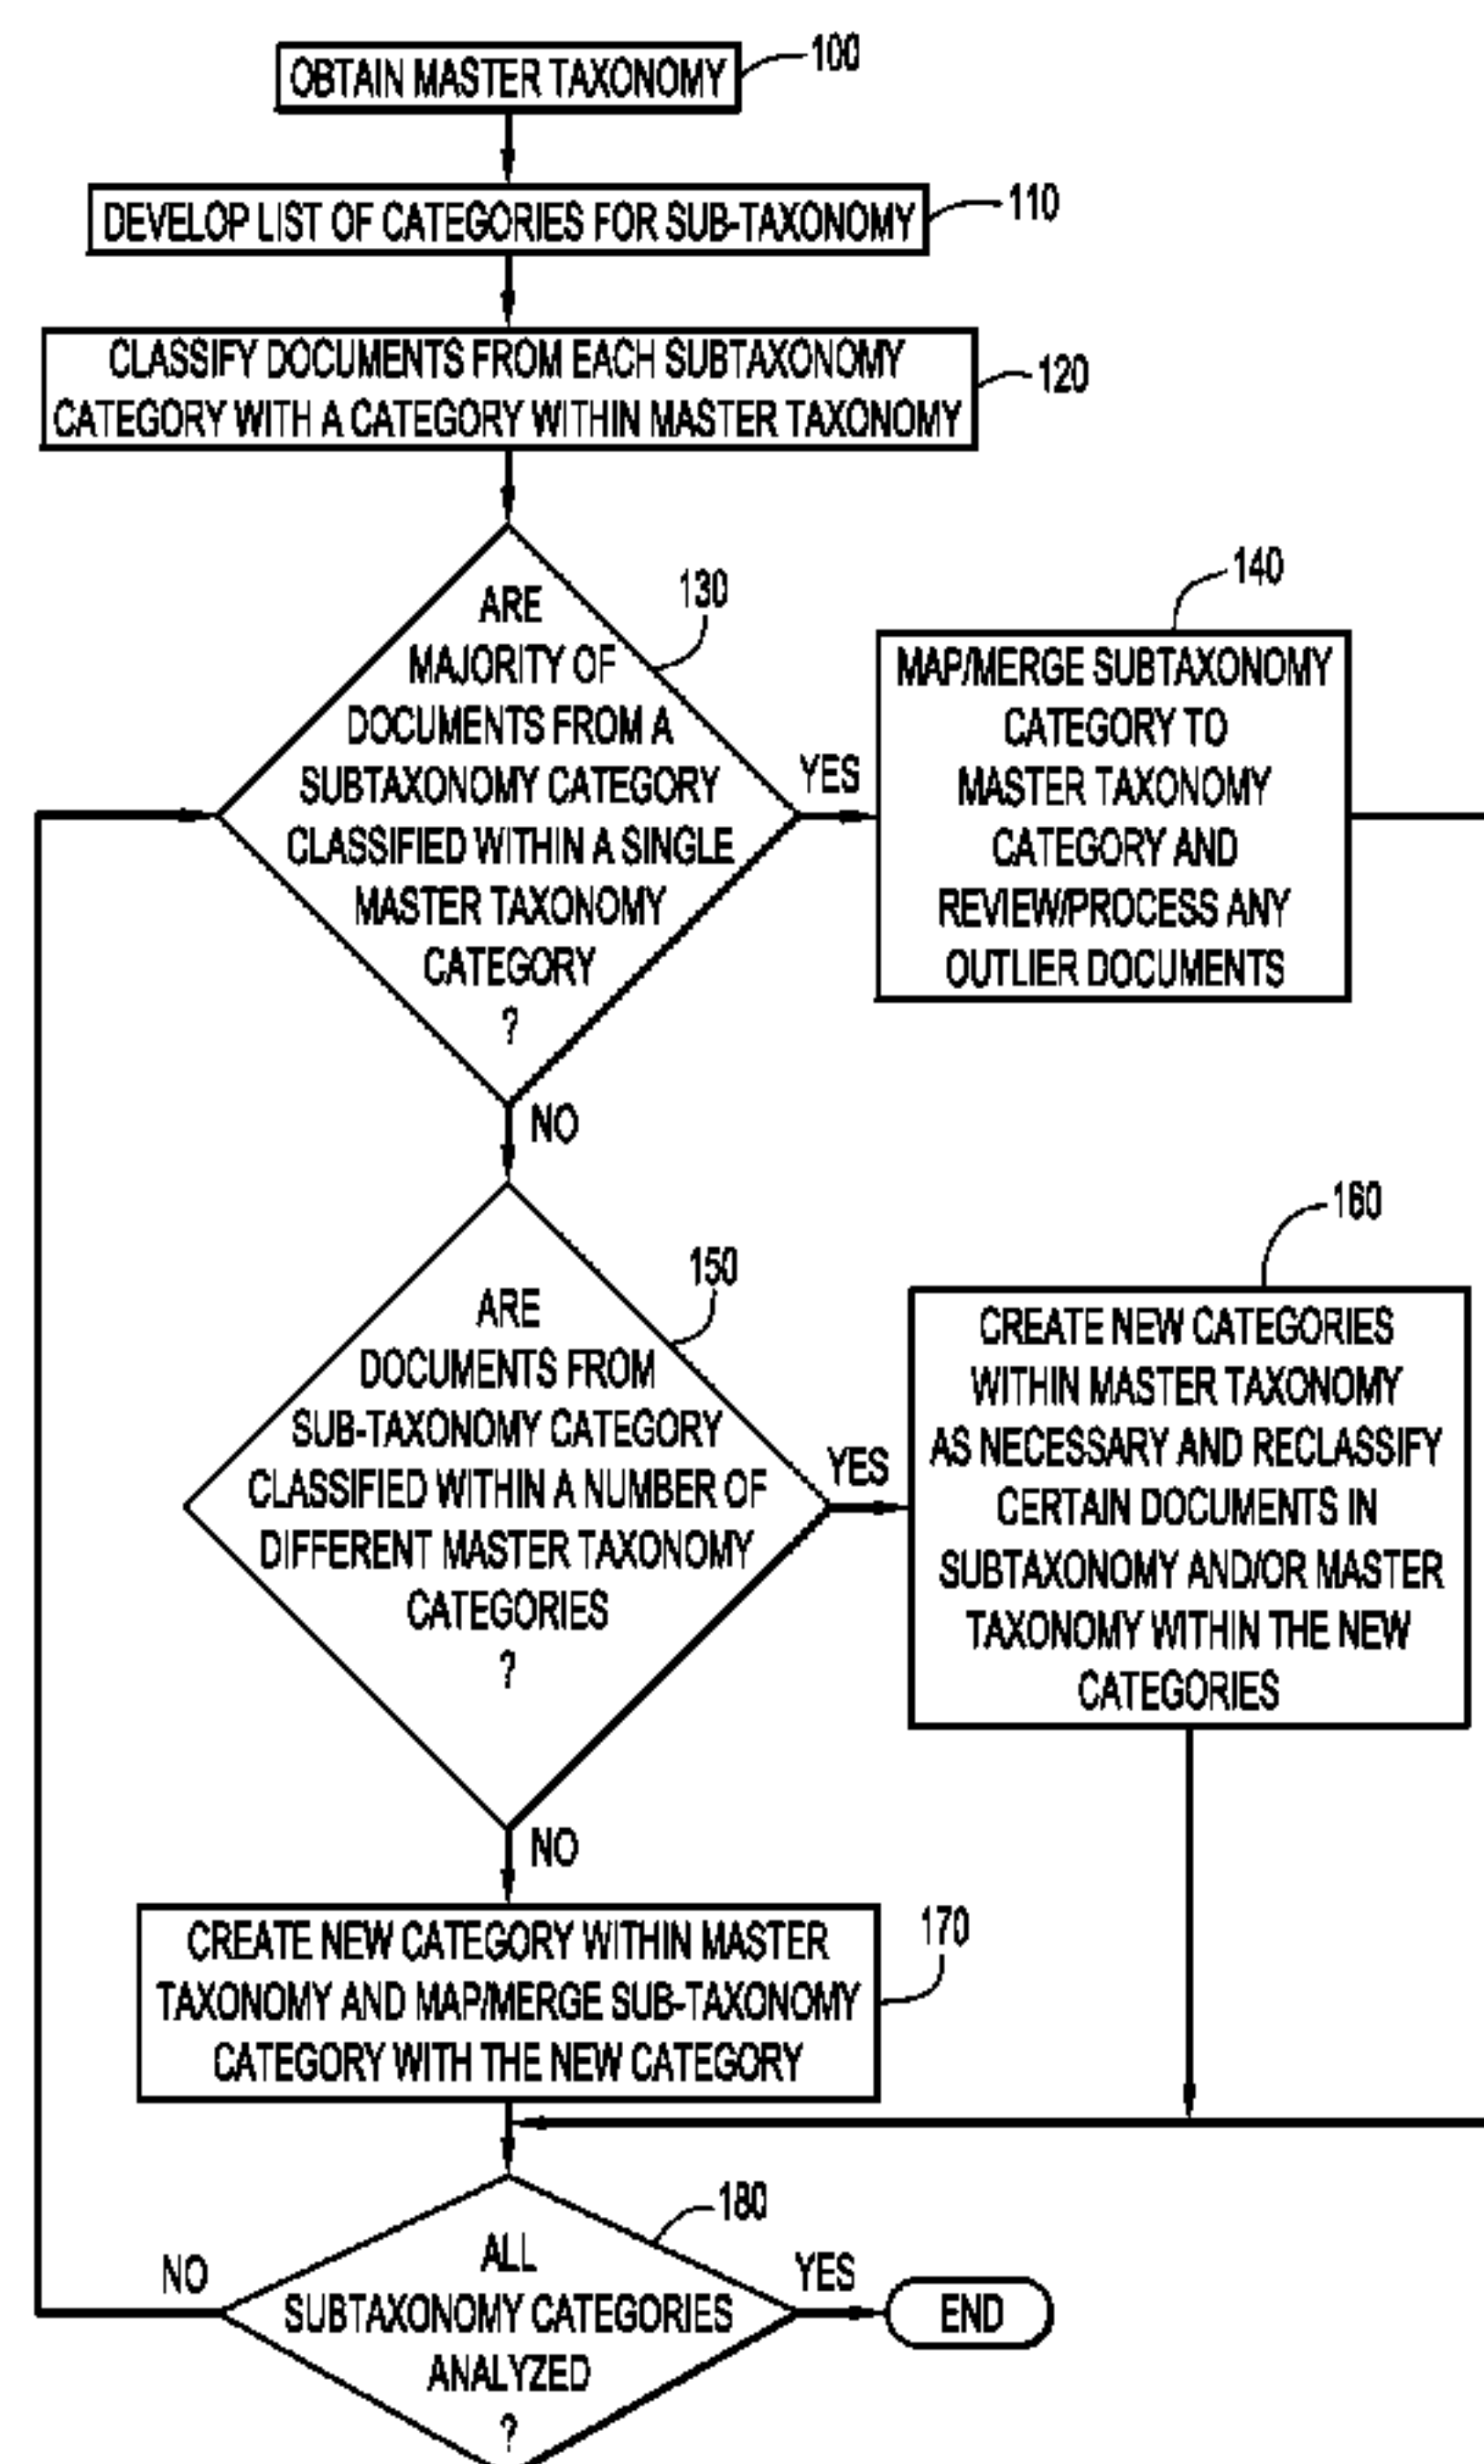 OBTAIN MASTER TAXONOMY
100
DEVELOP LIST OF CATEGORIES FOR SUB-TAXONOMY
110
CLASSIFY DOCUMENTS FROM EACH SUBTAXONOMY
CATEGORY WITH A CATEGORY WITHIN MASTER TAXONOMY
120
ARE
MAJORITY OF
DOCUMENTS FROM A
SUBTAXONOMY CATEGORY
CLASSIFIED WITHIN A SINGLE
MASTER TAXONOMY
CATEGORY
?
130
YES
NO
MAP/MERGE SUBTAXONOMY
CATEGORY TO
MASTER TAXONOMY
CATEGORY AND
REVIEW/PROCESS ANY
OUTLIER DOCUMENTS
140
ARE
DOCUMENTS FROM
SUB-TAXONOMY CATEGORY
CLASSIFIED WITHIN A NUMBER OF
DIFFERENT MASTER TAXONOMY
CATEGORIES
?
150
YES
NO
CREATE NEW CATEGORIES
WITHIN MASTER TAXONOMY
AS NECESSARY AND RECLASSIFY
CERTAIN DOCUMENTS IN
SUBTAXONOMY AND/OR MASTER
TAXONOMY WITHIN THE NEW
CATEGORIES
160
CREATE NEW CATEGORY WITHIN MASTER
TAXONOMY AND MAP/MERGE SUB-TAXONOMY
CATEGORY WITH THE NEW CATEGORY
170
ALL
SUBTAXONOMY CATEGORIES
ANALYZED
?
180
NO
YES
END